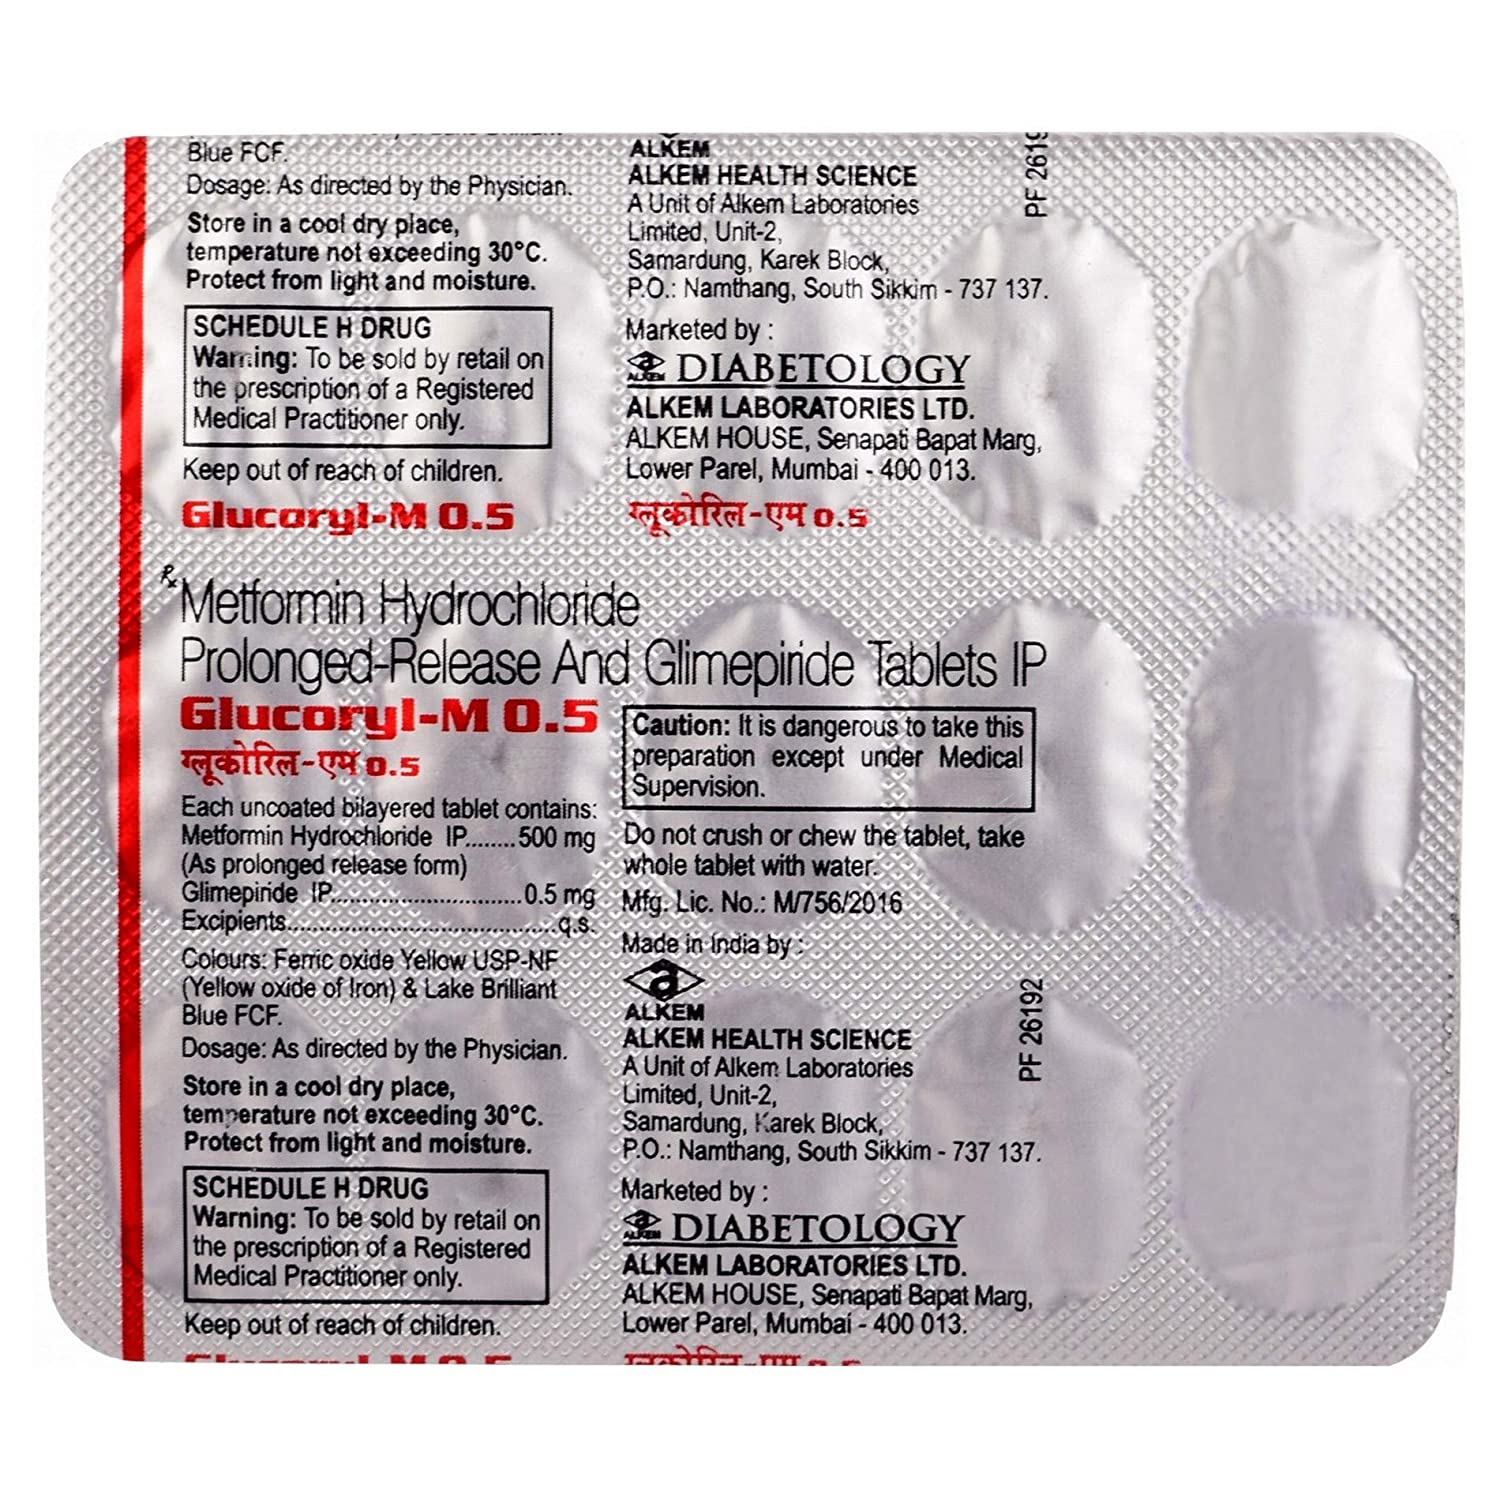 Blue FCF.
Dosage: As directed by the Physician.
Store in a cool dry place,
temperature not exceeding 30°C.
Protect from light and moisture.
SCHEDULE H DRUG
Warning: To be sold by retail on
the prescription of a Registered
Medical Practitioner only.
Keep out of reach of children.
Glucoryl-M 0.5
ALKEM
ALKEM HEALTH SCIENCE
A Unit of Alkem Laboratories
Limited, Unit-2,
Samardung, Karek Block,
P.O.: Namthang, South Sikkim - 737 137.
PF 26192
Marketed by :
DIABETOLOGY
ALKEM
ALKEM LABORATORIES LTD.
ALKEM HOUSE, Senapati Bapat Marg,
Lower Parel, Mumbai - 400 013.
ग्लूकोरिल-एम 0.5
Rx Metformin Hydrochloride
Prolonged-Release And Glimepiride Tablets IP
Glucoryl-M 0.5
ग्लूकोरिल-एम 0.5
Each uncoated bilayered tablet contains:
Metformin Hydrochloride IP........500 mg
(As prolonged release form)
Glimepiride IP.............................0.5 mg
Excipients.........................................q.s.
Colours: Ferric oxide Yellow USP-NF
(Yellow oxide of Iron) & Lake Brilliant
Blue FCF.
Dosage: As directed by the Physician.
Store in a cool dry place,
temperature not exceeding 30°C.
Protect from light and moisture.
SCHEDULE H DRUG
Warning: To be sold by retail on
the prescription of a Registered
Medical Practitioner only.
Keep out of reach of children.
Glucoryl-M 0.5
Caution: It is dangerous to take this
preparation except under Medical
Supervision.
Do not crush or chew the tablet, take
whole tablet with water.
Mfg. Lic. No.: M/756/2016
Made in India by :
a
ALKEM
ALKEM HEALTH SCIENCE
A Unit of Alkem Laboratories
Limited, Unit-2,
Samardung, Karek Block,
P.O.: Namthang, South Sikkim - 737 137.
PF 26192
Marketed by :
DIABETOLOGY
ALKEM
ALKEM LABORATORIES LTD.
ALKEM HOUSE, Senapati Bapat Marg,
Lower Parel, Mumbai - 400 013.
ग्लूकोरिल-एम 0.5